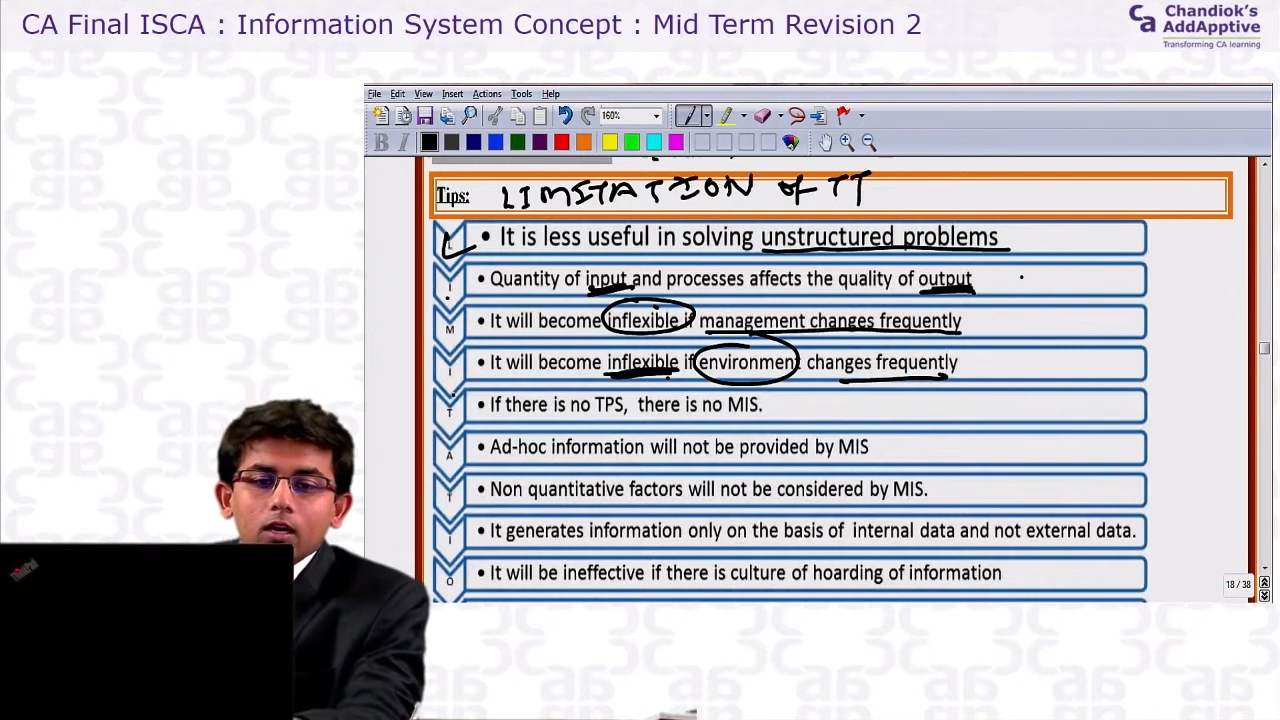 CA Final ISCA : Information System Concept : Mid Term Revision 2
Chandiok's
AddApptive
Transforming CA learning
File Edit View Insert Actions Tools Help
160%
B I
Tips: LIMITATION of TT
L • It is less useful in solving unstructured problems
I • Quantity of input and processes affects the quality of output
M • It will become inflexible if management changes frequently
I • It will become inflexible if environment changes frequently
T • If there is no TPS, there is no MIS.
A • Ad-hoc information will not be provided by MIS
T • Non quantitative factors will not be considered by MIS.
I • It generates information only on the basis of internal data and not external data.
O • It will be ineffective if there is culture of hoarding of information
18 / 38